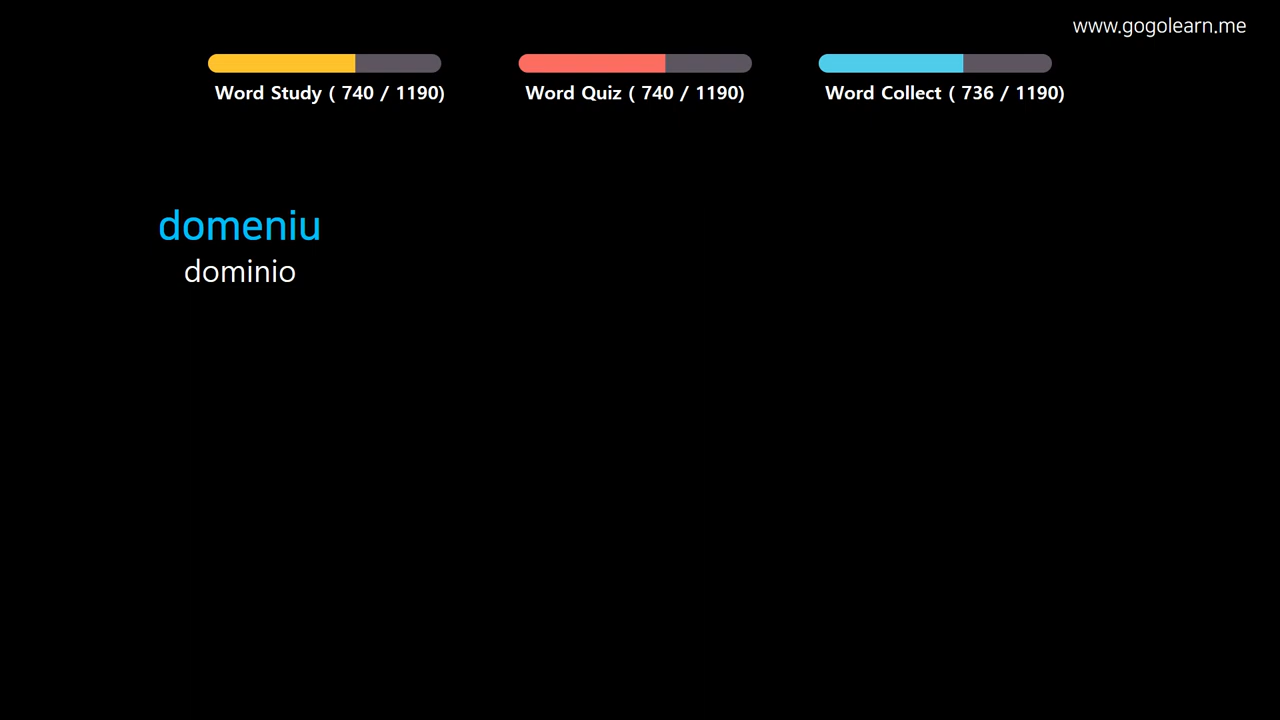 www.gogolearn.me
Word Study ( 740 / 1190)
Word Quiz ( 740 / 1190)
Word Collect ( 736 / 1190)
domeniu
dominio